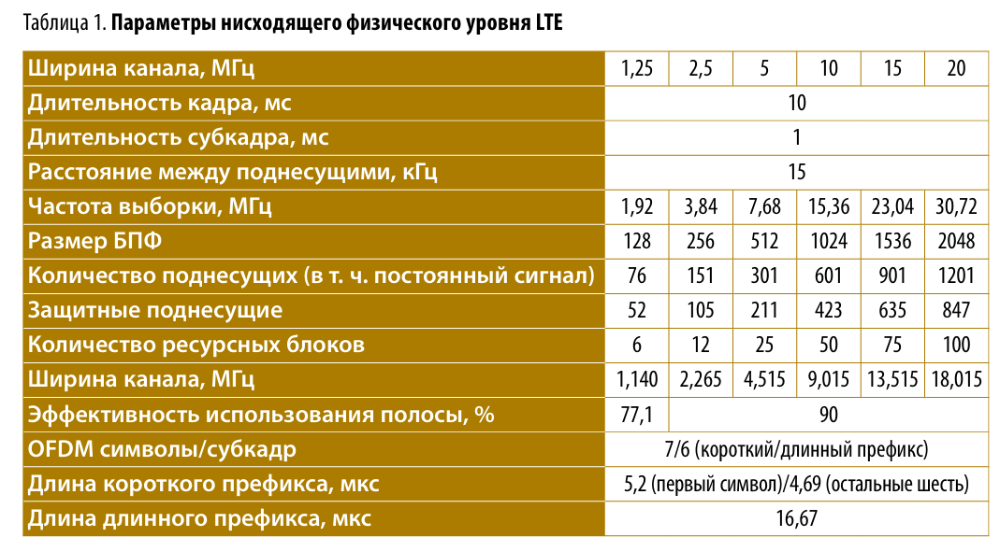 Таблица 1. Параметры нисходящего физического уровня LTE
Ширина канала, МГц 1,25 2,5 5 10 15 20
Длительность кадра, мс 10
Длительность субкадра, мс 1
Расстояние между поднесущими, кГц 15
Частота выборки, МГц 1,92 3,84 7,68 15,36 23,04 30,72
Размер БПФ 128 256 512 1024 1536 2048
Количество поднесущих (в т. ч. постоянный сигнал) 76 151 301 601 901 1201
Защитные поднесущие 52 105 211 423 635 847
Количество ресурсных блоков 6 12 25 50 75 100
Ширина канала, МГц 1,140 2,265 4,515 9,015 13,515 18,015
Эффективность использования полосы, % 77,1 90
OFDM символы/субкадр 7/6 (короткий/длинный префикс)
Длина короткого префикса, мкс 5,2 (первый символ)/4,69 (остальные шесть)
Длина длинного префикса, мкс 16,67